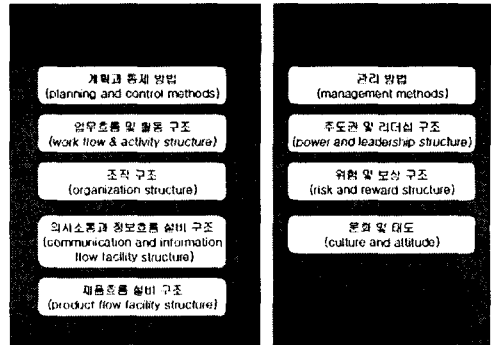 계획과 통제 방법
(planning and control methods)
업무흐름 및 활동 구조
(work flow & activity structure)
조직 구조
(organization structure)
의사소통과 정보흐름 설비 구조
(communication and information
flow facility structure)
제품흐름 설비 구조
(product flow facility structure)
관리 방법
(management methods)
주도권 및 리더십 구조
(power and leadership structure)
위험 및 보상 구조
(risk and reward structure)
문화 및 태도
(culture and attitude)